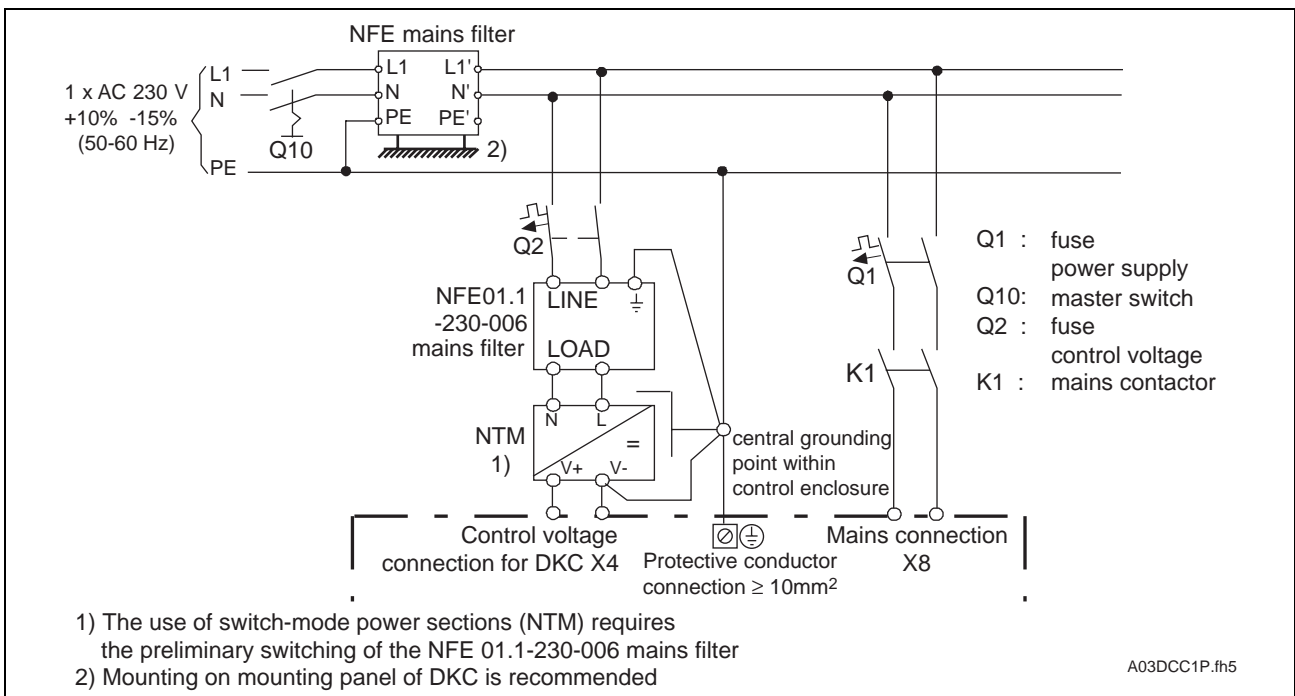 NFE mains filter
L1
N
PE
1 x AC 230 V
+10% -15%
(50-60 Hz)
Q10
L1 L1'
N N'
PE PE'
2)
Q2
NFE01.1
-230-006
mains filter
LINE
LOAD
NTM
1)
N L
=
V+ V-
central grounding
point within
control enclosure
Q1
K1
Q1 : fuse
power supply
Q10: master switch
Q2 : fuse
control voltage
K1 : mains contactor
Control voltage
connection for DKC X4
Protective conductor
connection ≥ 10mm²
Mains connection
X8
1) The use of switch-mode power sections (NTM) requires
the preliminary switching of the NFE 01.1-230-006 mains filter
2) Mounting on mounting panel of DKC is recommended
A03DCC1P.fh5